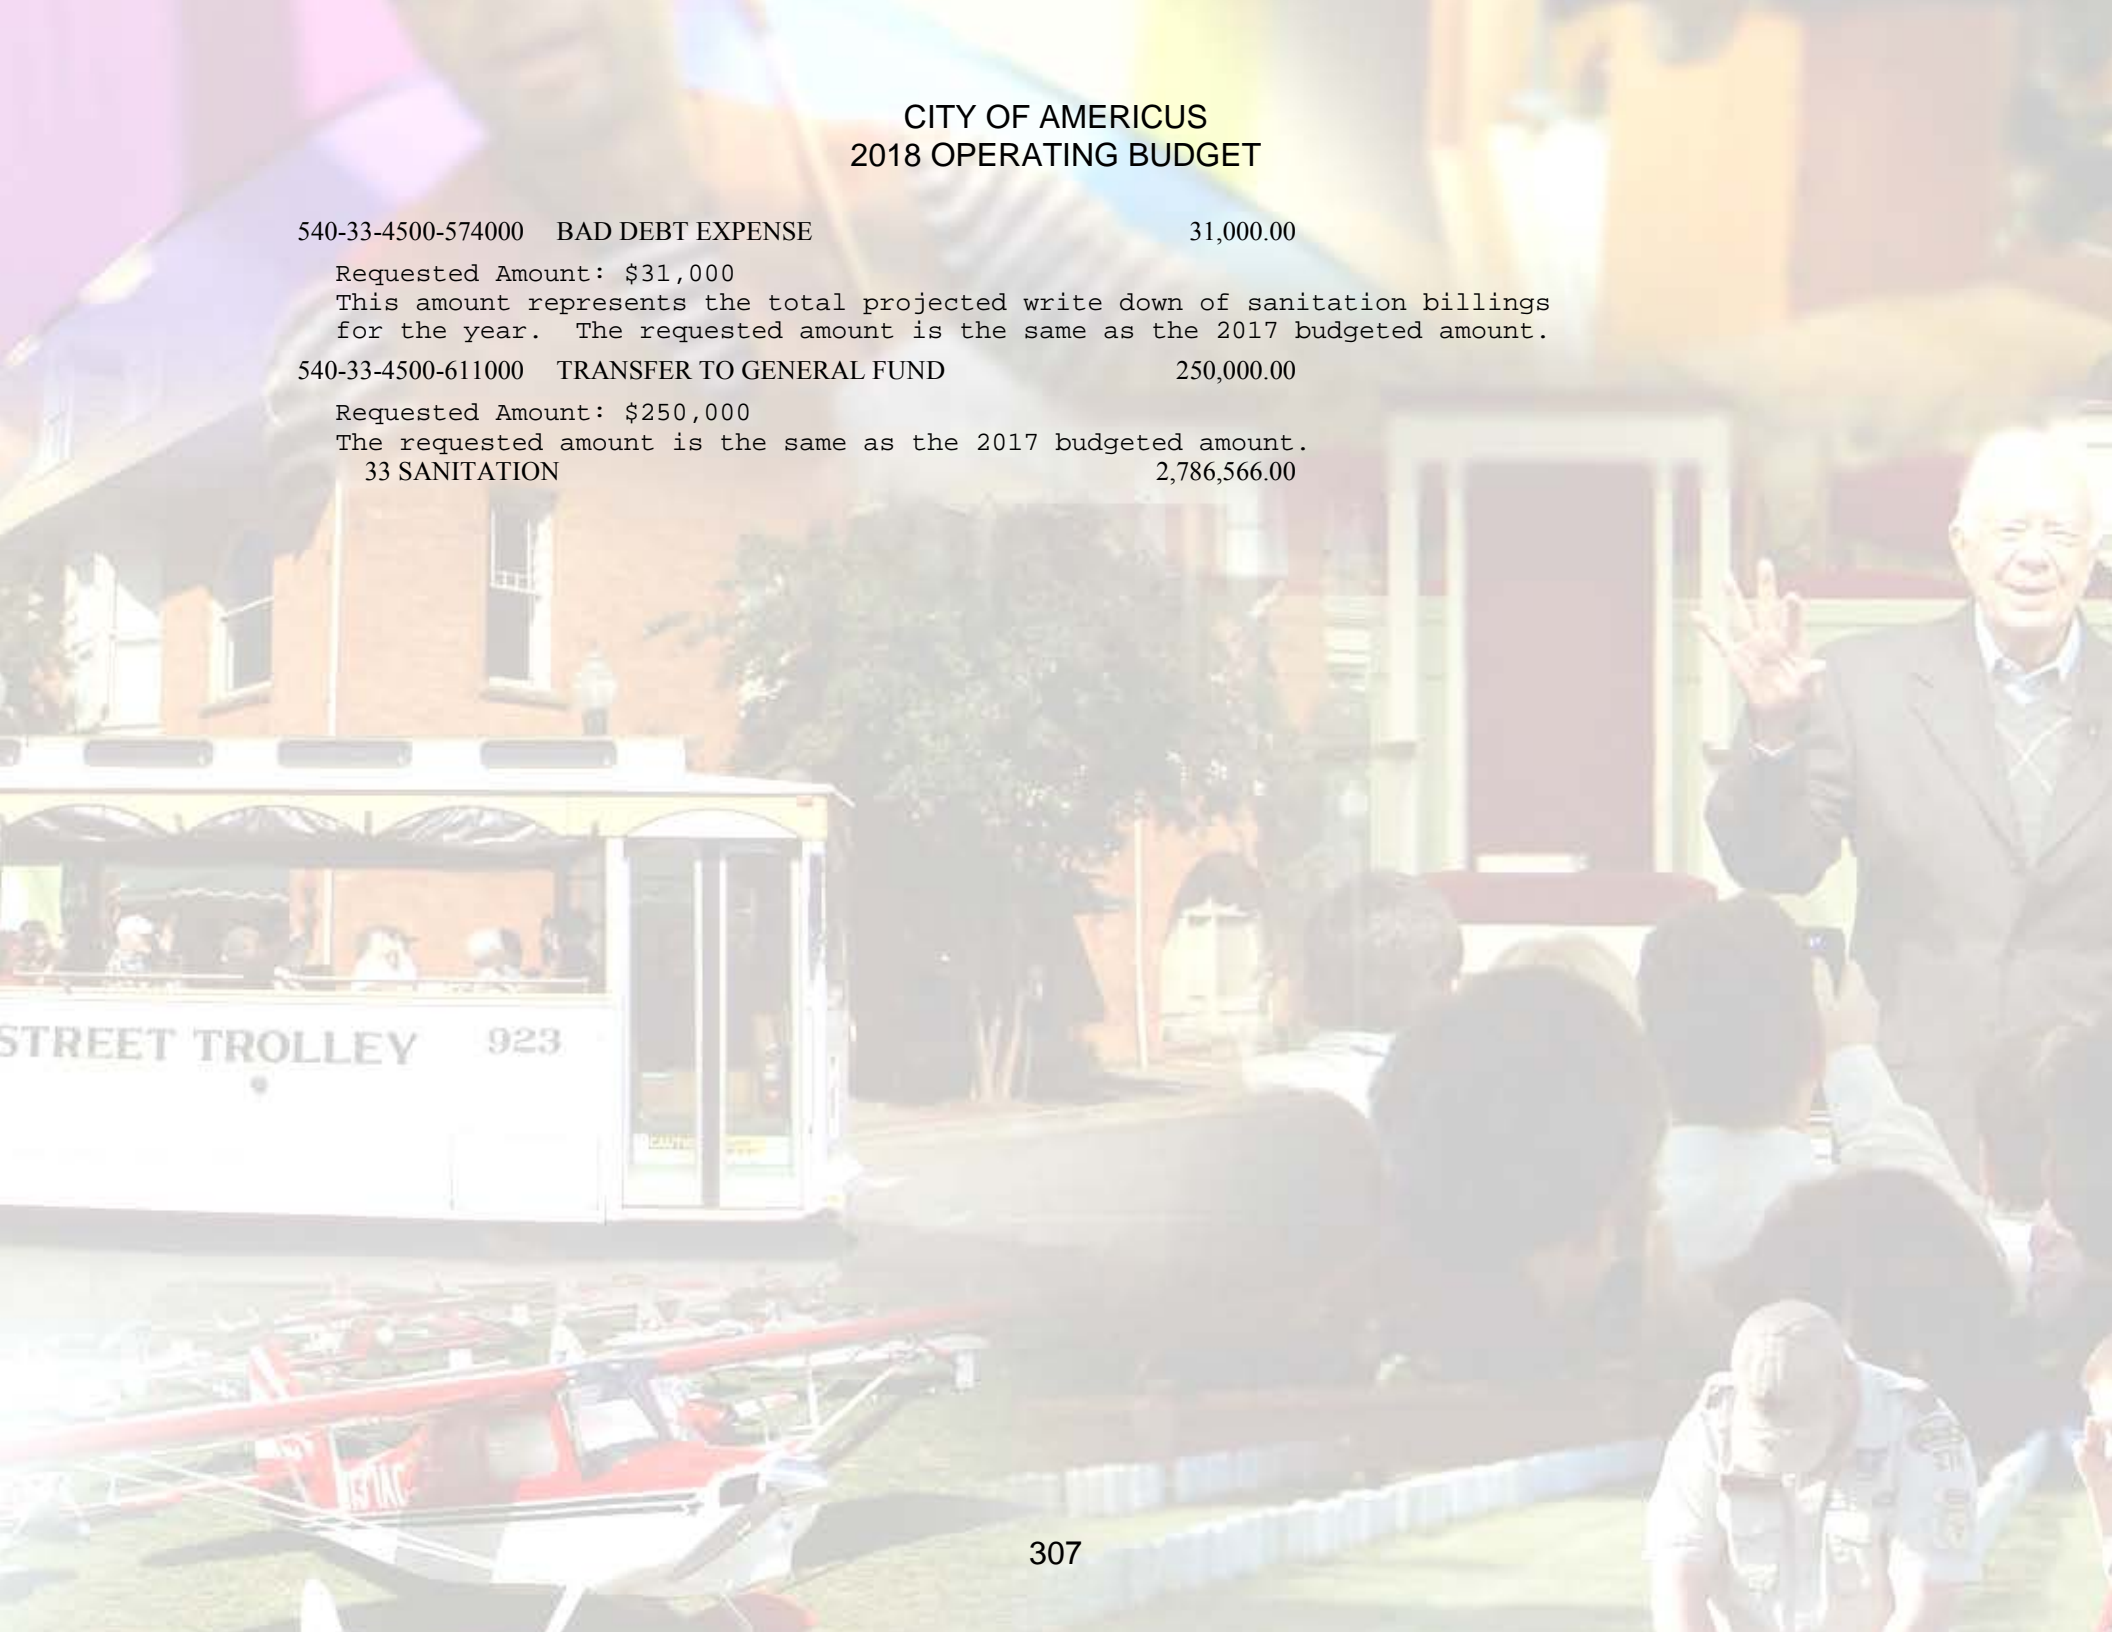 CITY OF AMERICUS
2018 OPERATING BUDGET
540-33-4500-574000 BAD DEBT EXPENSE 31,000.00
Requested Amount: $31,000
This amount represents the total projected write down of sanitation billings
for the year. The requested amount is the same as the 2017 budgeted amount.
540-33-4500-611000 TRANSFER TO GENERAL FUND 250,000.00
Requested Amount: $250,000
The requested amount is the same as the 2017 budgeted amount.
33 SANITATION 2,786,566.00
STREET TROLLEY 923
307